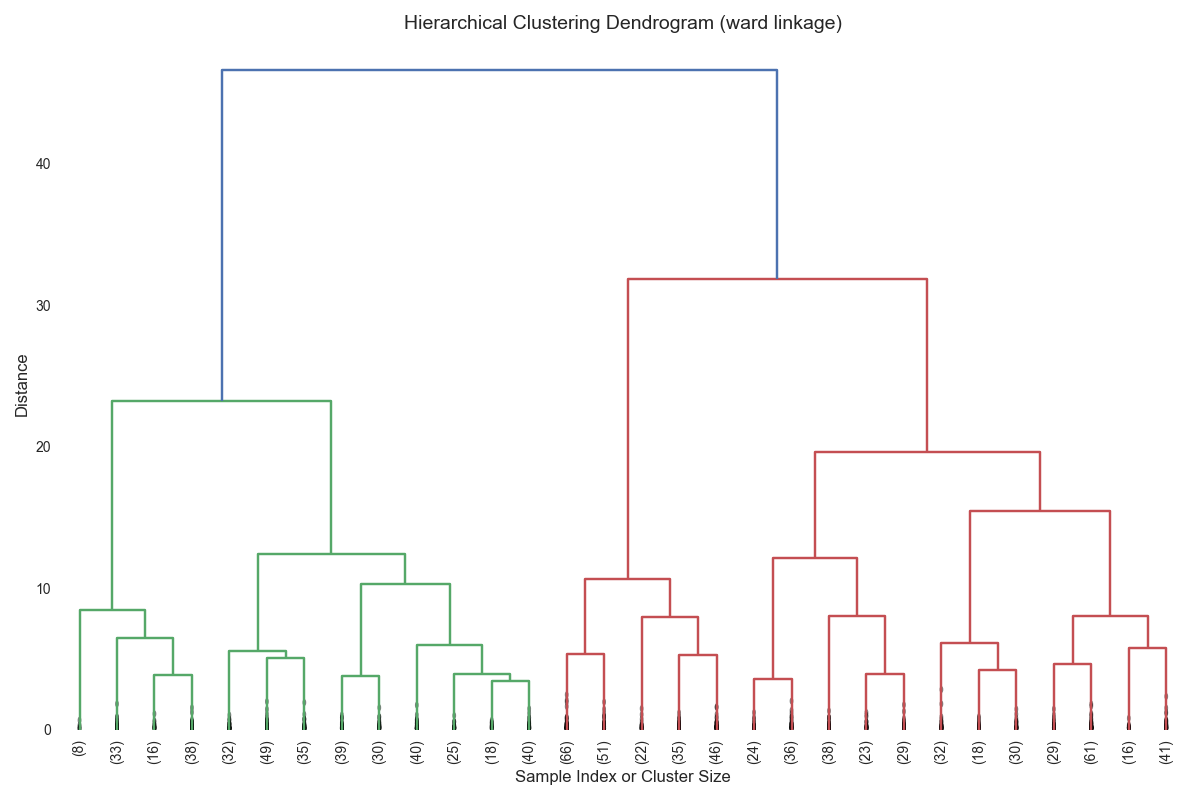 Hierarchical Clustering Dendrogram (ward linkage)
Distance
40
30
20
10
0
(8) (33) (16) (38) (32) (49) (35) (39) (30) (40) (25) (18) (40) (66) (51) (22) (35) (46) (24) (36) (38) (23) (29) (32) (18) (30) (29) (61) (16) (41)
Sample Index or Cluster Size